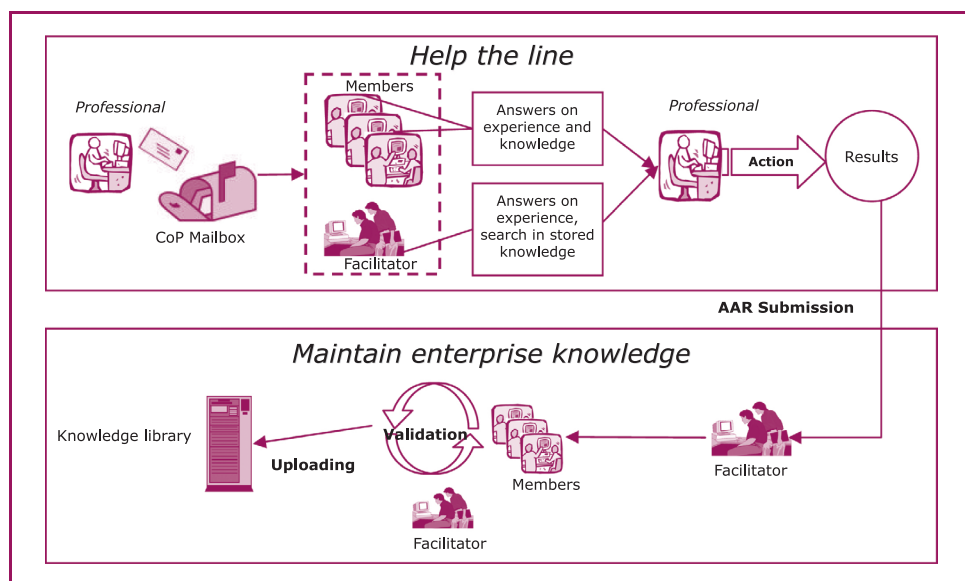 Help the line
Professional
CoP Mailbox
Members
Facilitator
Answers on
experience and
knowledge
Answers on
experience,
search in stored
knowledge
Professional
Action
Results
AAR Submission
Maintain enterprise knowledge
Knowledge library
Uploading
Validation
Facilitator
Members
Facilitator